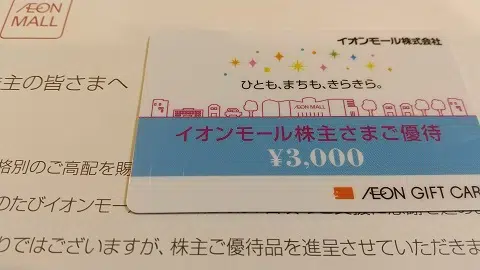 ÆON
MALL
主の皆さまへ
イオンモール株式会社
ひとも、まちも、きらきら。
ÆON MALL
イオンモール株主さまご優待
¥3,000
格別のご高配を賜
ÆON GIFT CAR
のたびイオンモー
りではございますが、株主ご優待品を進呈させていただきま